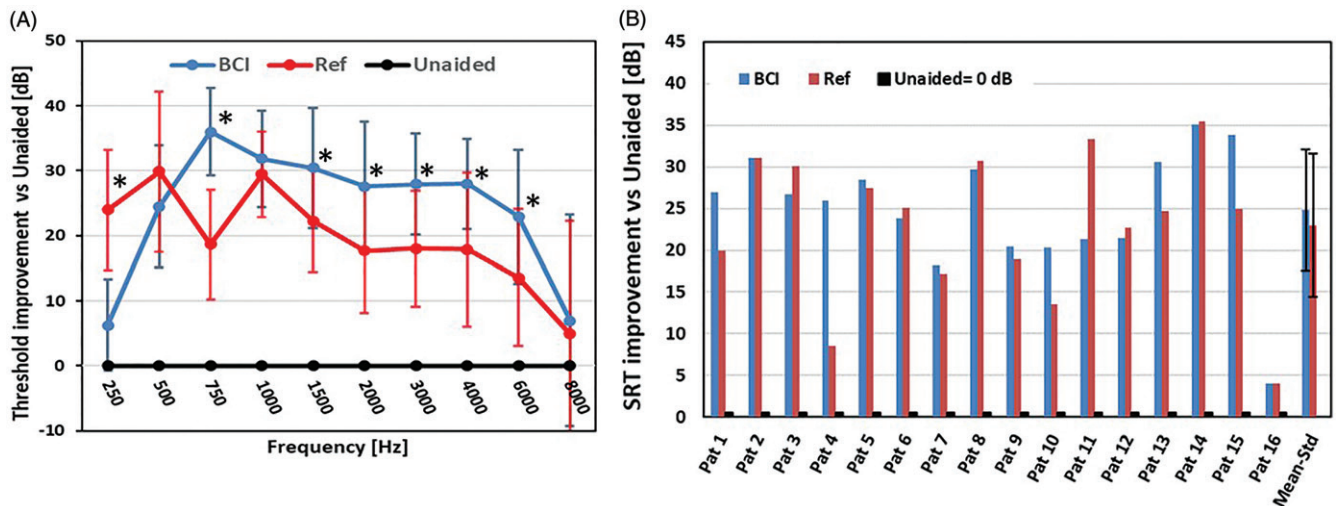 (A)
Threshold improvement vs Unaided [dB]
50
40
30
20
10
0
-10
BCI Ref Unaided
*
*
*
*
*
*
*
250 500 750 1000 1500 2000 3000 4000 6000 8000
Frequency [Hz]
(B)
SRT improvement vs Unaided [dB]
45
40
35
30
25
20
15
10
5
0
BCI Ref Unaided= 0 dB
Pat 1 Pat 2 Pat 3 Pat 4 Pat 5 Pat 6 Pat 7 Pat 8 Pat 9 Pat 10 Pat 11 Pat 12 Pat 13 Pat 14 Pat 15 Pat 16 Mean-Std